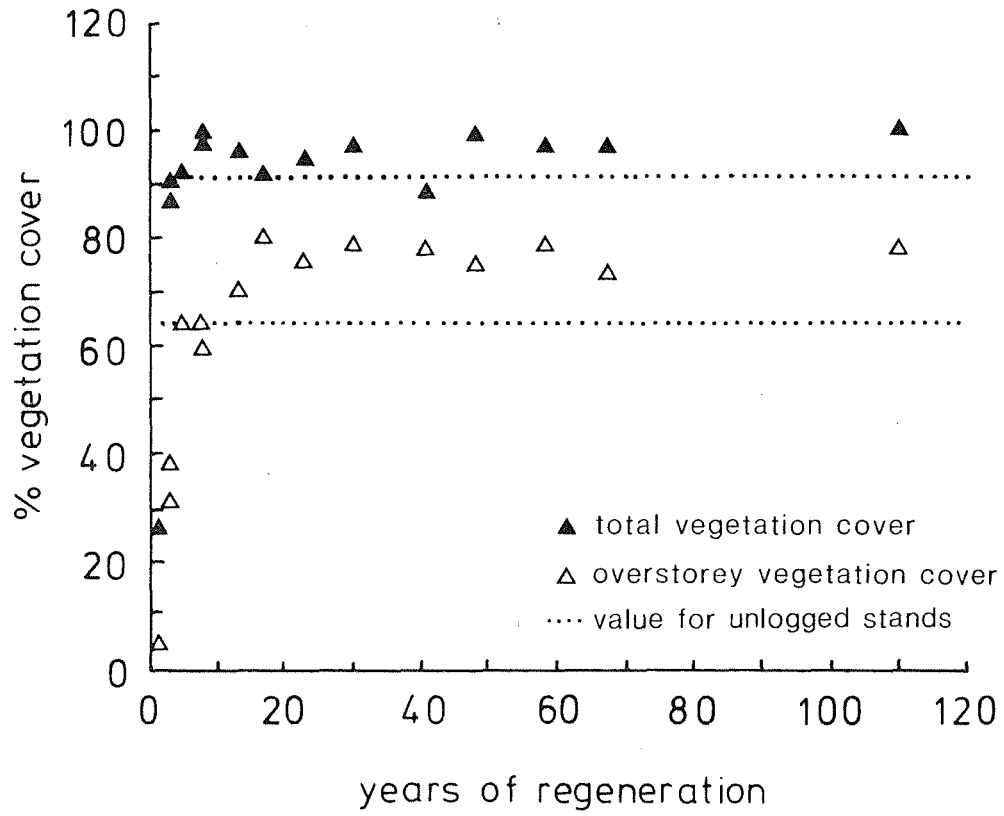 120
100
80
60
40
20
0
% vegetation cover
▲ total vegetation cover
△ overstorey vegetation cover
···· value for unlogged stands
0 20 40 60 80 100 120
years of regeneration